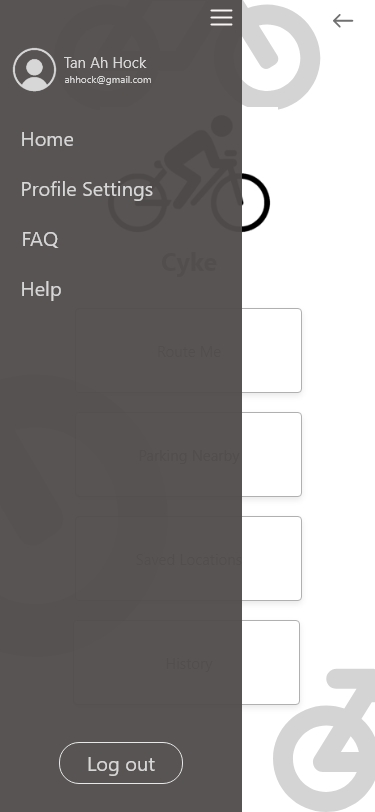 Tan Ah Hock
ahhock@gmail.com
Home
Profile Settings
FAQ
Help
Cyke
Route Me
Parking Nearby
Saved Locations
History
Log out